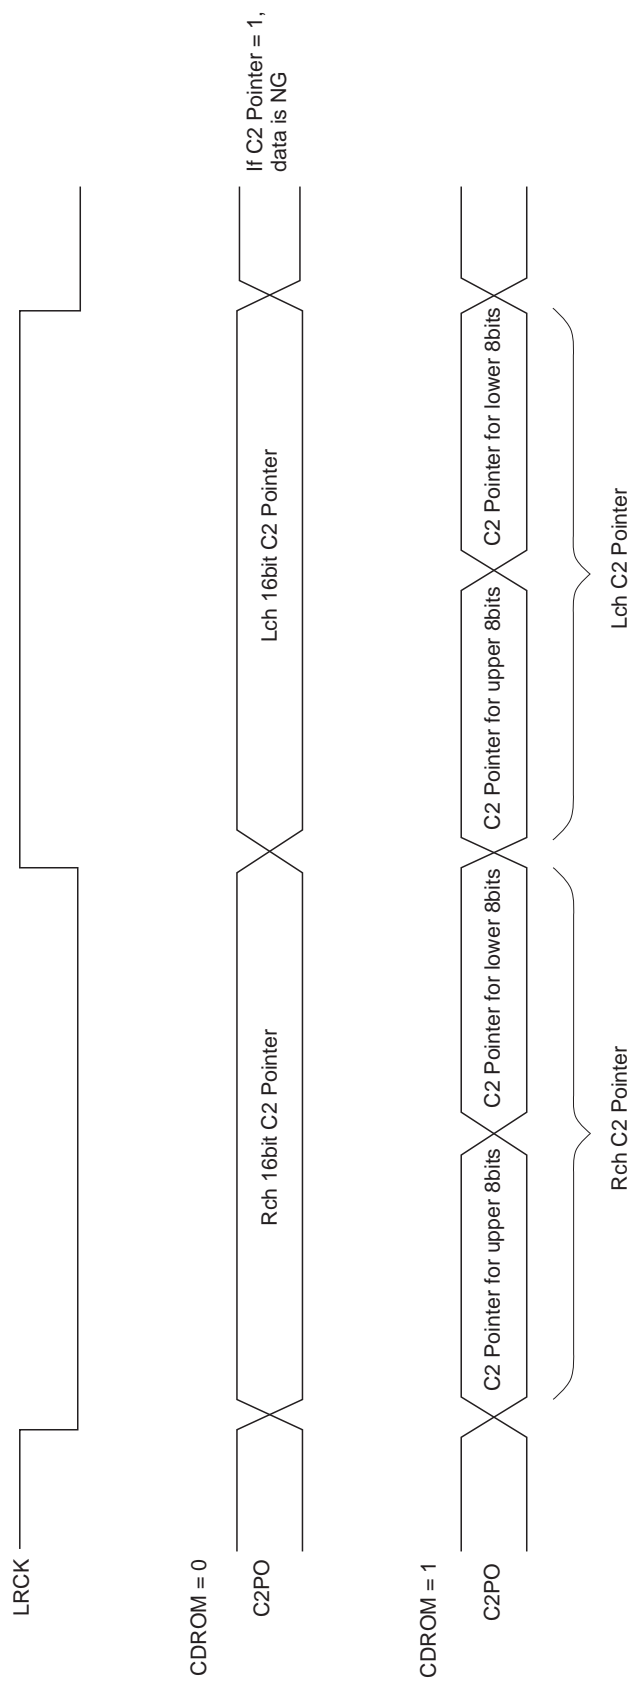 LRCK
CDROM = 0
C2PO
Rch 16bit C2 Pointer
Lch 16bit C2 Pointer
If C2 Pointer = 1,
data is NG
CDROM = 1
C2PO
C2 Pointer for upper 8bits
C2 Pointer for lower 8bits
C2 Pointer for upper 8bits
C2 Pointer for lower 8bits
Rch C2 Pointer
Lch C2 Pointer